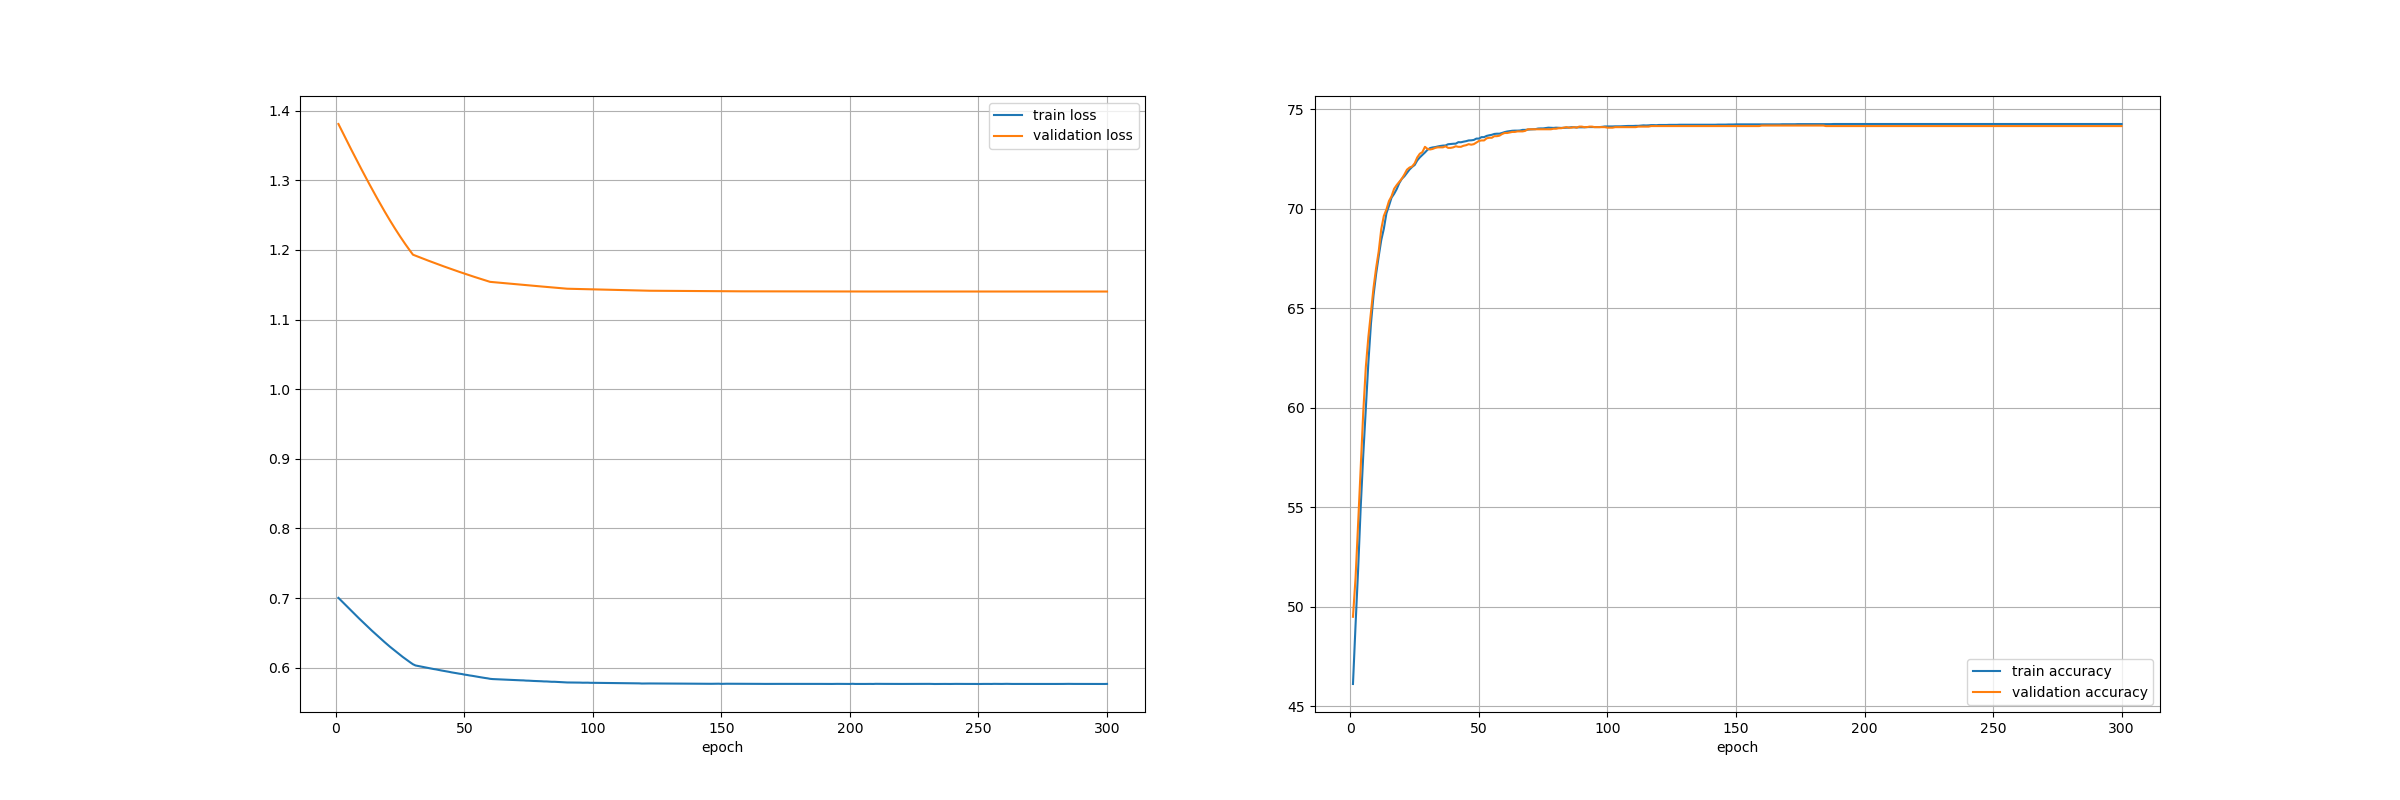 1.4
1.3
1.2
1.1
1.0
0.9
0.8
0.7
0.6
0 50 100 150 200 250 300
epoch
train loss
validation loss
75
70
65
60
55
50
45
0 50 100 150 200 250 300
epoch
train accuracy
validation accuracy